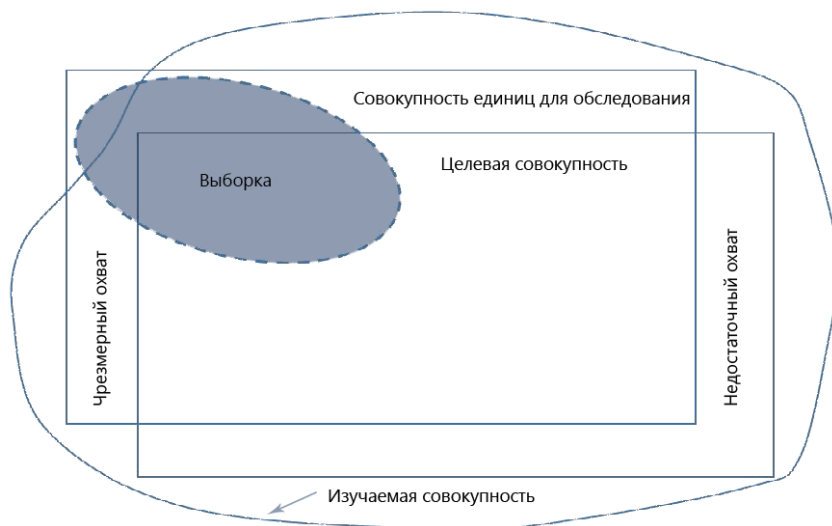 Совокупность единиц для обследования
Целевая совокупность
Выборка
Чрезмерный охват
Недостаточный охват
Изучаемая совокупность